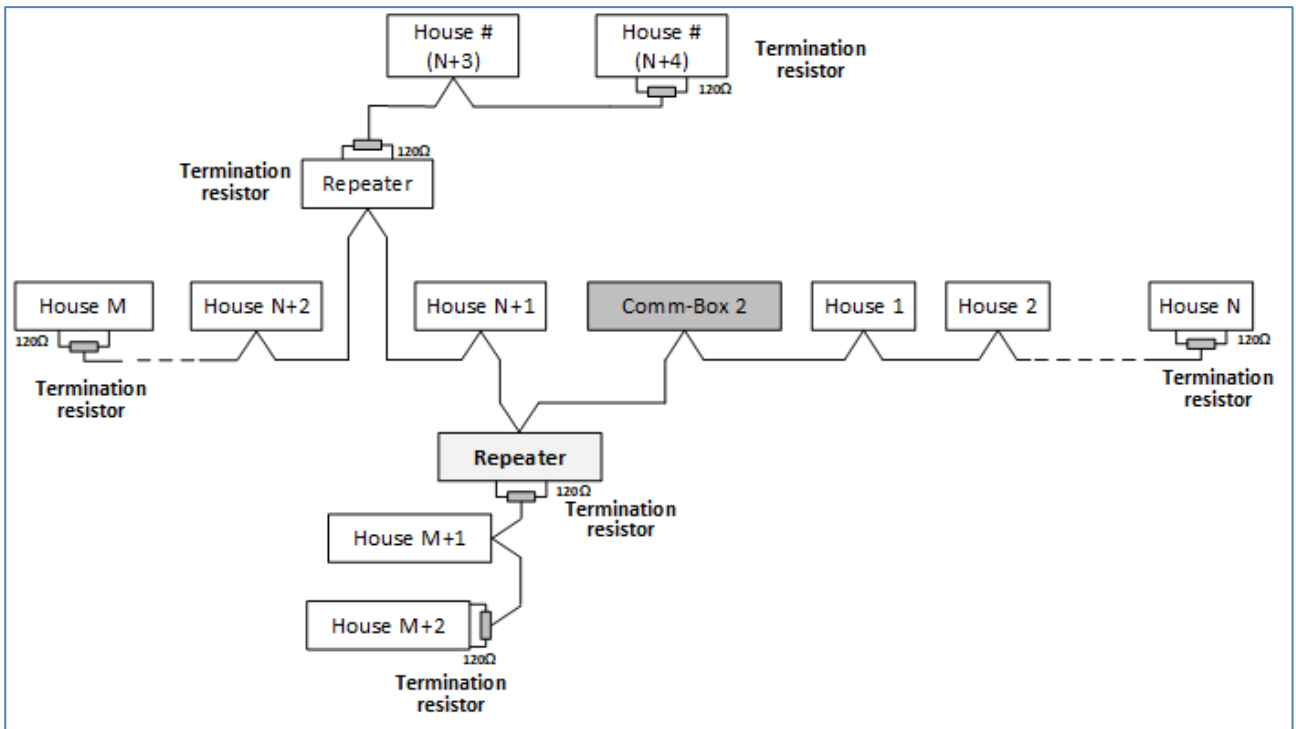 House #
(N+3)
House #
(N+4)
Termination
resistor
120Ω
120Ω
Termination
resistor
Repeater
House M
House N+2
House N+1
Comm-Box 2
House 1
House 2
House N
120Ω
120Ω
Termination
resistor
Termination
resistor
Repeater
120Ω
Termination
resistor
House M+1
House M+2
120Ω
Termination
resistor